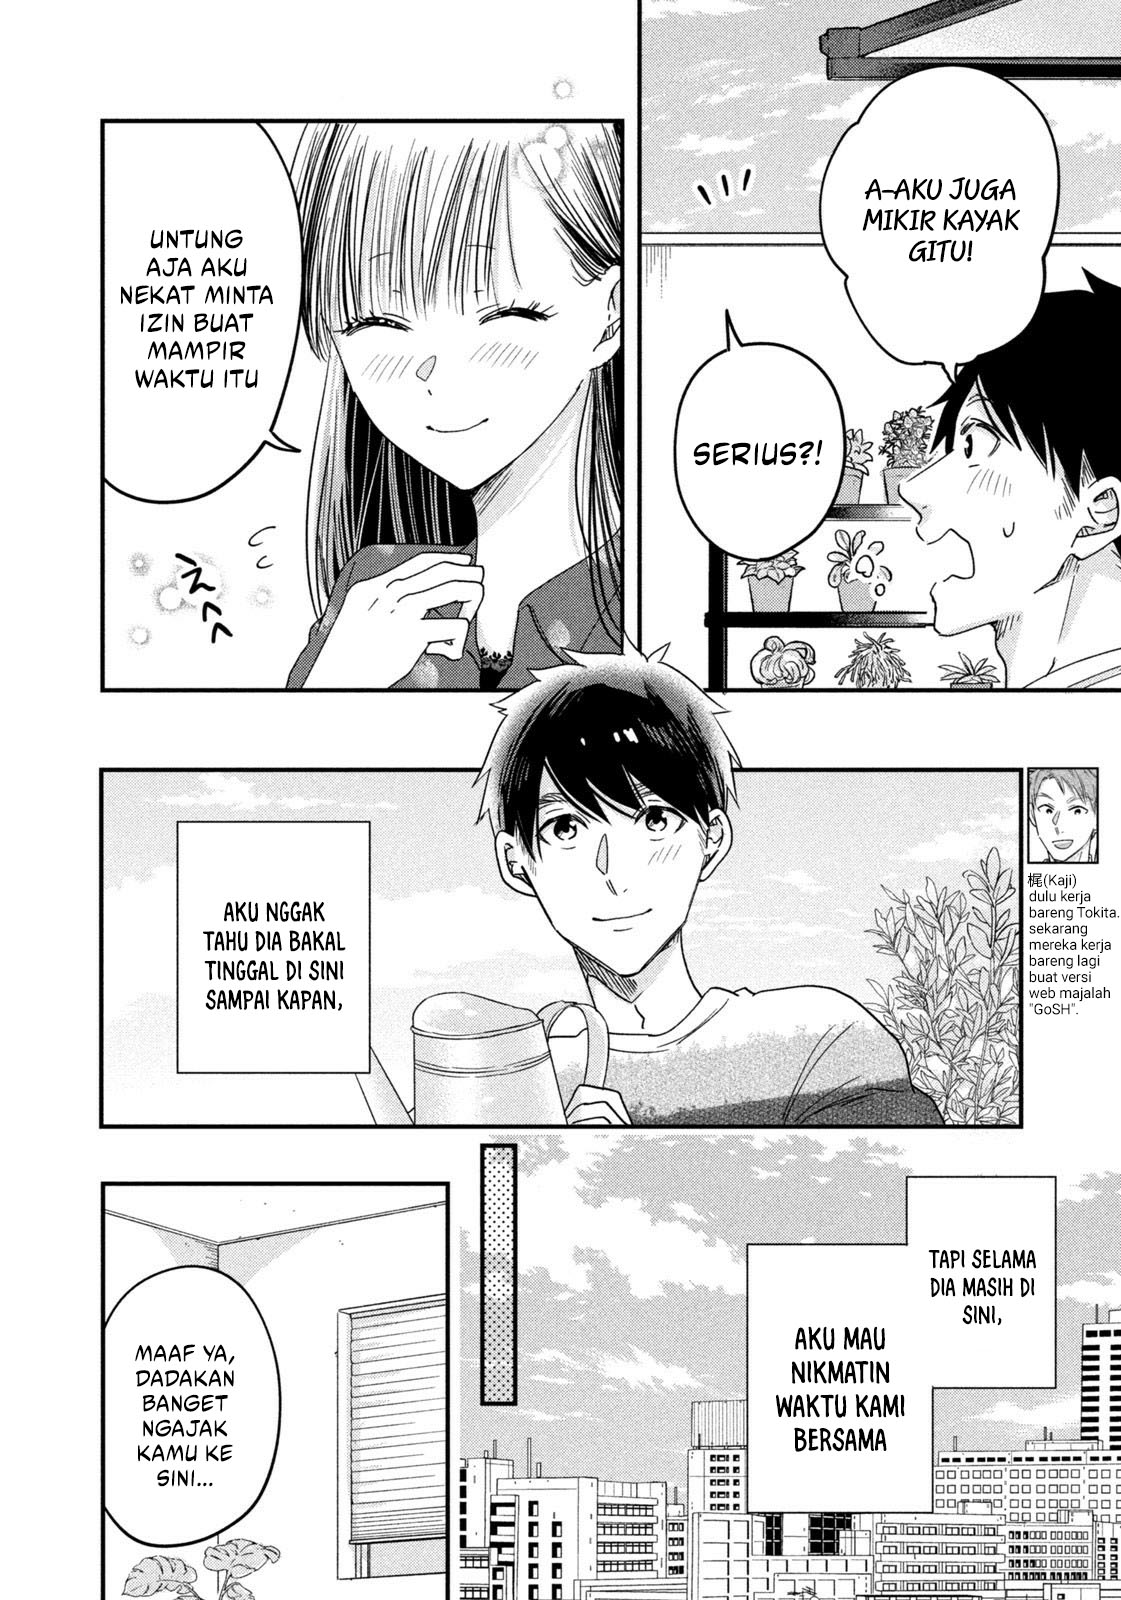 A-AKU JUGA
MIKIR KAYAK
GITU!
SERIUS?!
UNTUNG
AJA AKU
NEKAT MINTA
IZIN BUAT
MAMPIR
WAKTU ITU
えへへ
AKU NGGAK
TAHU DIA BAKAL
TINGGAL DI SINI
SAMPAI KAPAN,
梶(Kaji)
dulu kerja
bareng Tokita.
sekarang
mereka kerja
bareng lagi
buat versi
web majalah
"GoSH".
TAPI SELAMA
DIA MASIH DI
SINI,
AKU MAU
NIKMATIN
WAKTU KAMI
BERSAMA
MAAF YA,
DADAKAN
BANGET
NGAJAK
KAMU KE
SINI...